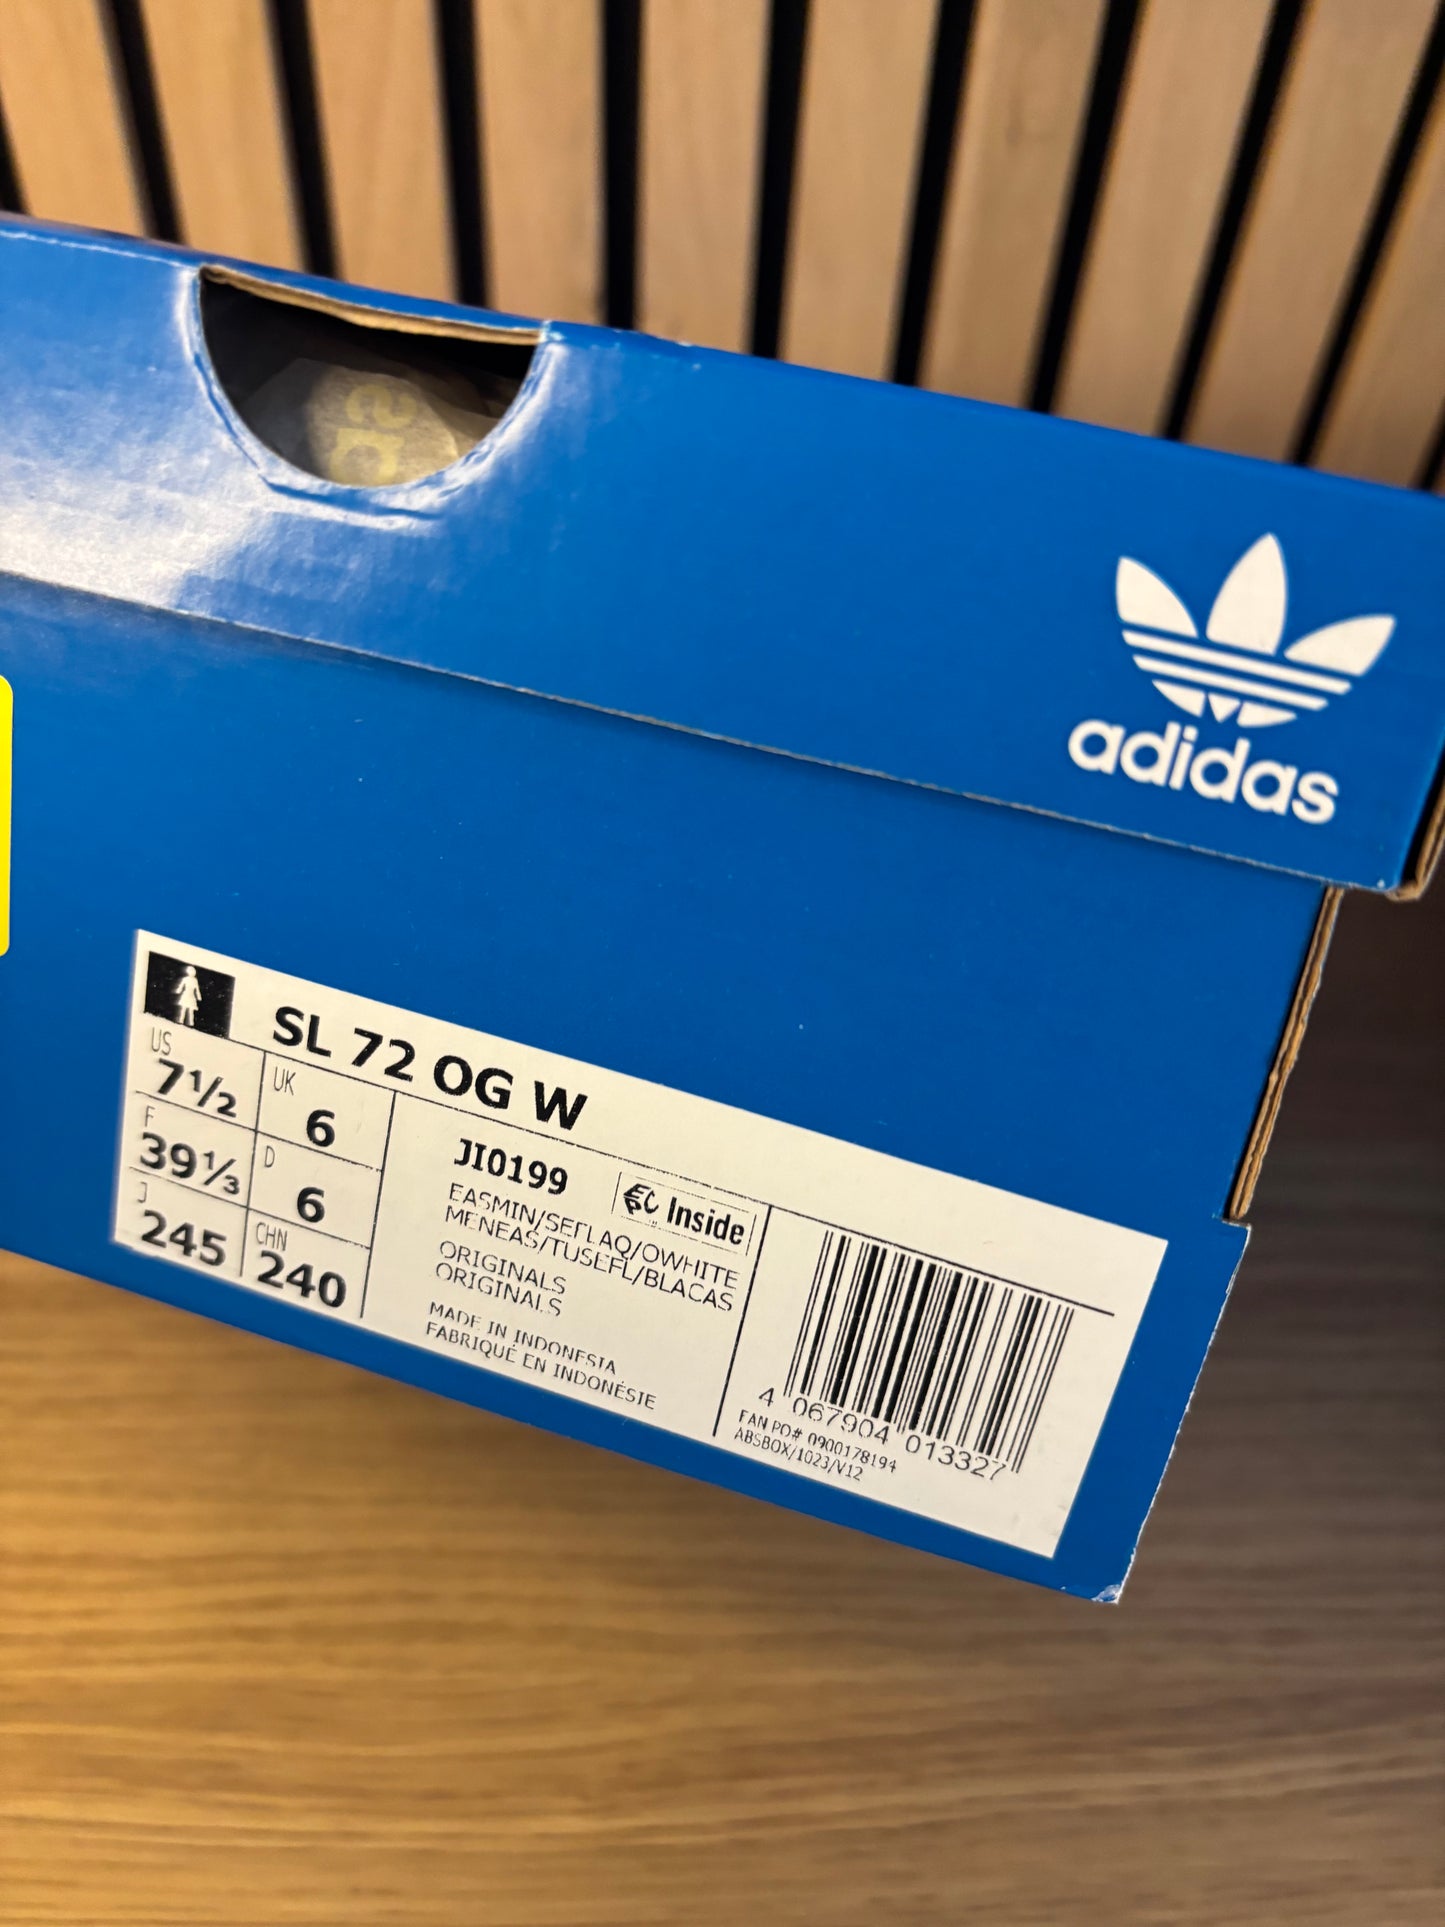 adidas
SL 72 OG W
US
7½
UK
6
F
39⅓
D
6
J
245
CHN
240
JI0199
Inside
EASMIN/SEFLAQ/OWHITE
MENEAS/TUSEFL/BLACAS
ORIGINALS
ORIGINALS
MADE IN INDONESIA
FABRIQUÉ EN INDONÉSIE
4 067904 013327
FAN PO# 0900178194
ABSBOX/1023/V12